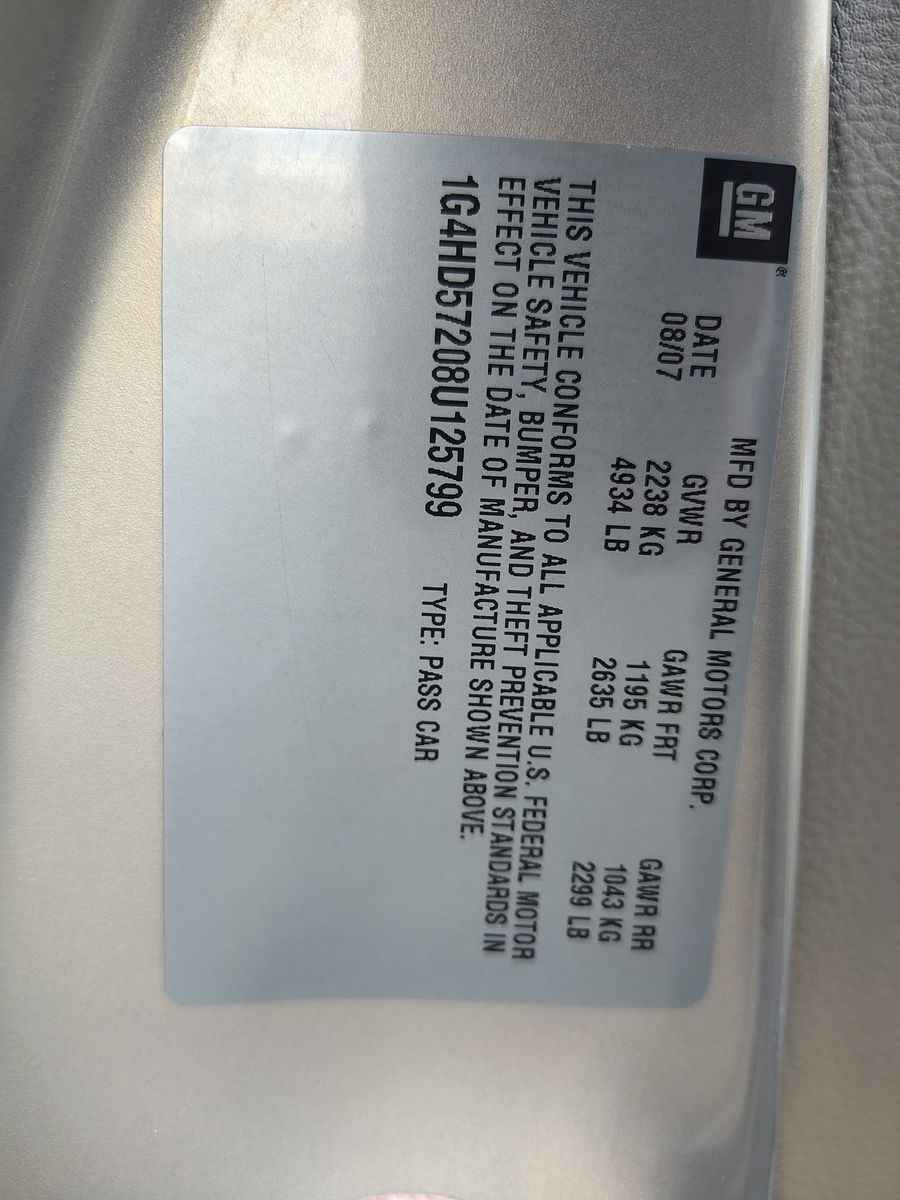 GM®
MFD BY GENERAL MOTORS CORP.
DATE GVWR GAWR FRT GAWR RR
08/07 2238 KG 1195 KG 1043 KG
4934 LB 2635 LB 2299 LB
THIS VEHICLE CONFORMS TO ALL APPLICABLE U.S. FEDERAL MOTOR
VEHICLE SAFETY, BUMPER, AND THEFT PREVENTION STANDARDS IN
EFFECT ON THE DATE OF MANUFACTURE SHOWN ABOVE.
1G4HD57208U125799 TYPE: PASS CAR